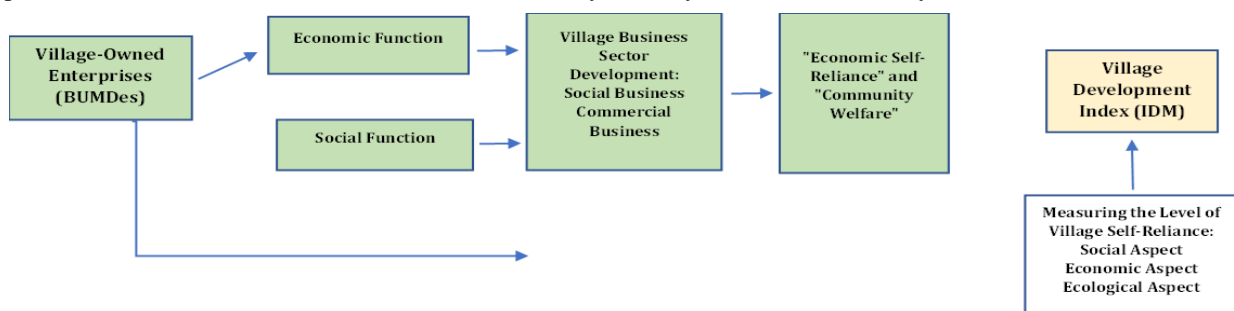 Village-Owned
Enterprises
(BUMDes)
Economic Function
Social Function
Village Business
Sector
Development:
Social Business
Commercial
Business
"Economic Self-
Reliance" and
"Community
Welfare"
Village
Development
Index (IDM)
Measuring the Level of
Village Self-Reliance:
Social Aspect
Economic Aspect
Ecological Aspect